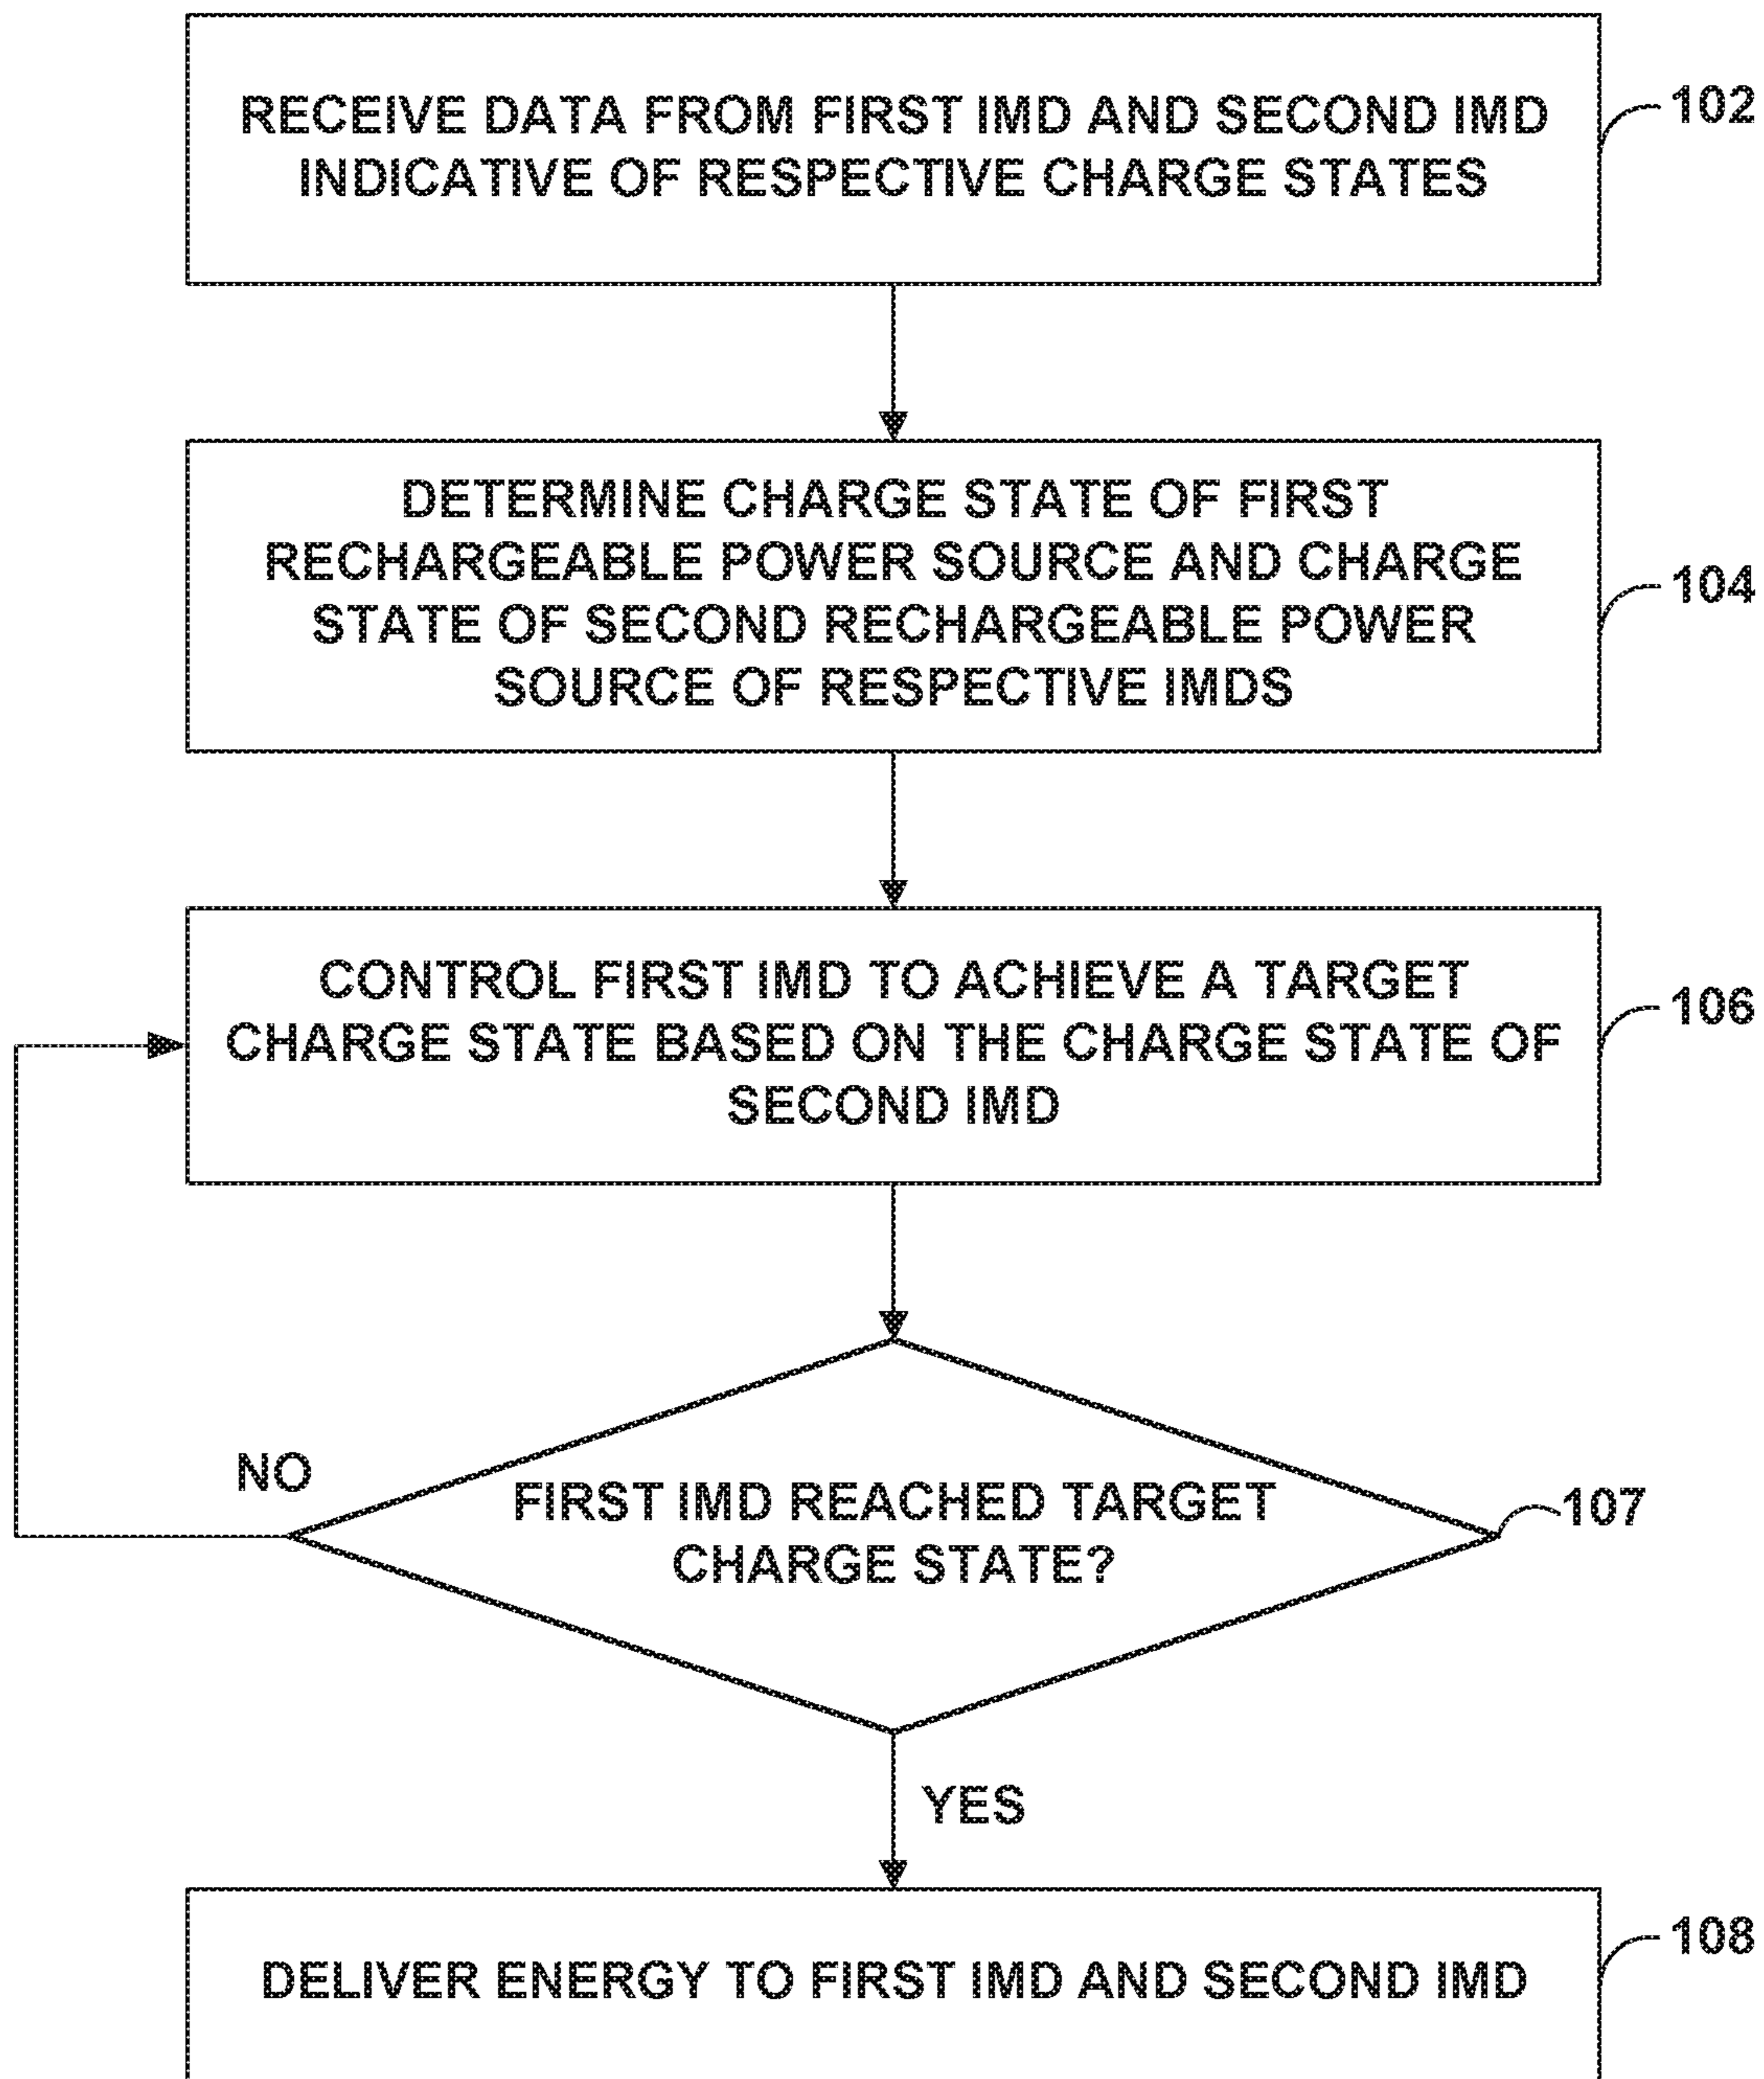 RECEIVE DATA FROM FIRST IMD AND SECOND IMD
INDICATIVE OF RESPECTIVE CHARGE STATES
102
DETERMINE CHARGE STATE OF FIRST
RECHARGEABLE POWER SOURCE AND CHARGE
STATE OF SECOND RECHARGEABLE POWER
SOURCE OF RESPECTIVE IMDS
104
CONTROL FIRST IMD TO ACHIEVE A TARGET
CHARGE STATE BASED ON THE CHARGE STATE OF
SECOND IMD
106
NO
FIRST IMD REACHED TARGET
CHARGE STATE?
107
YES
DELIVER ENERGY TO FIRST IMD AND SECOND IMD
108